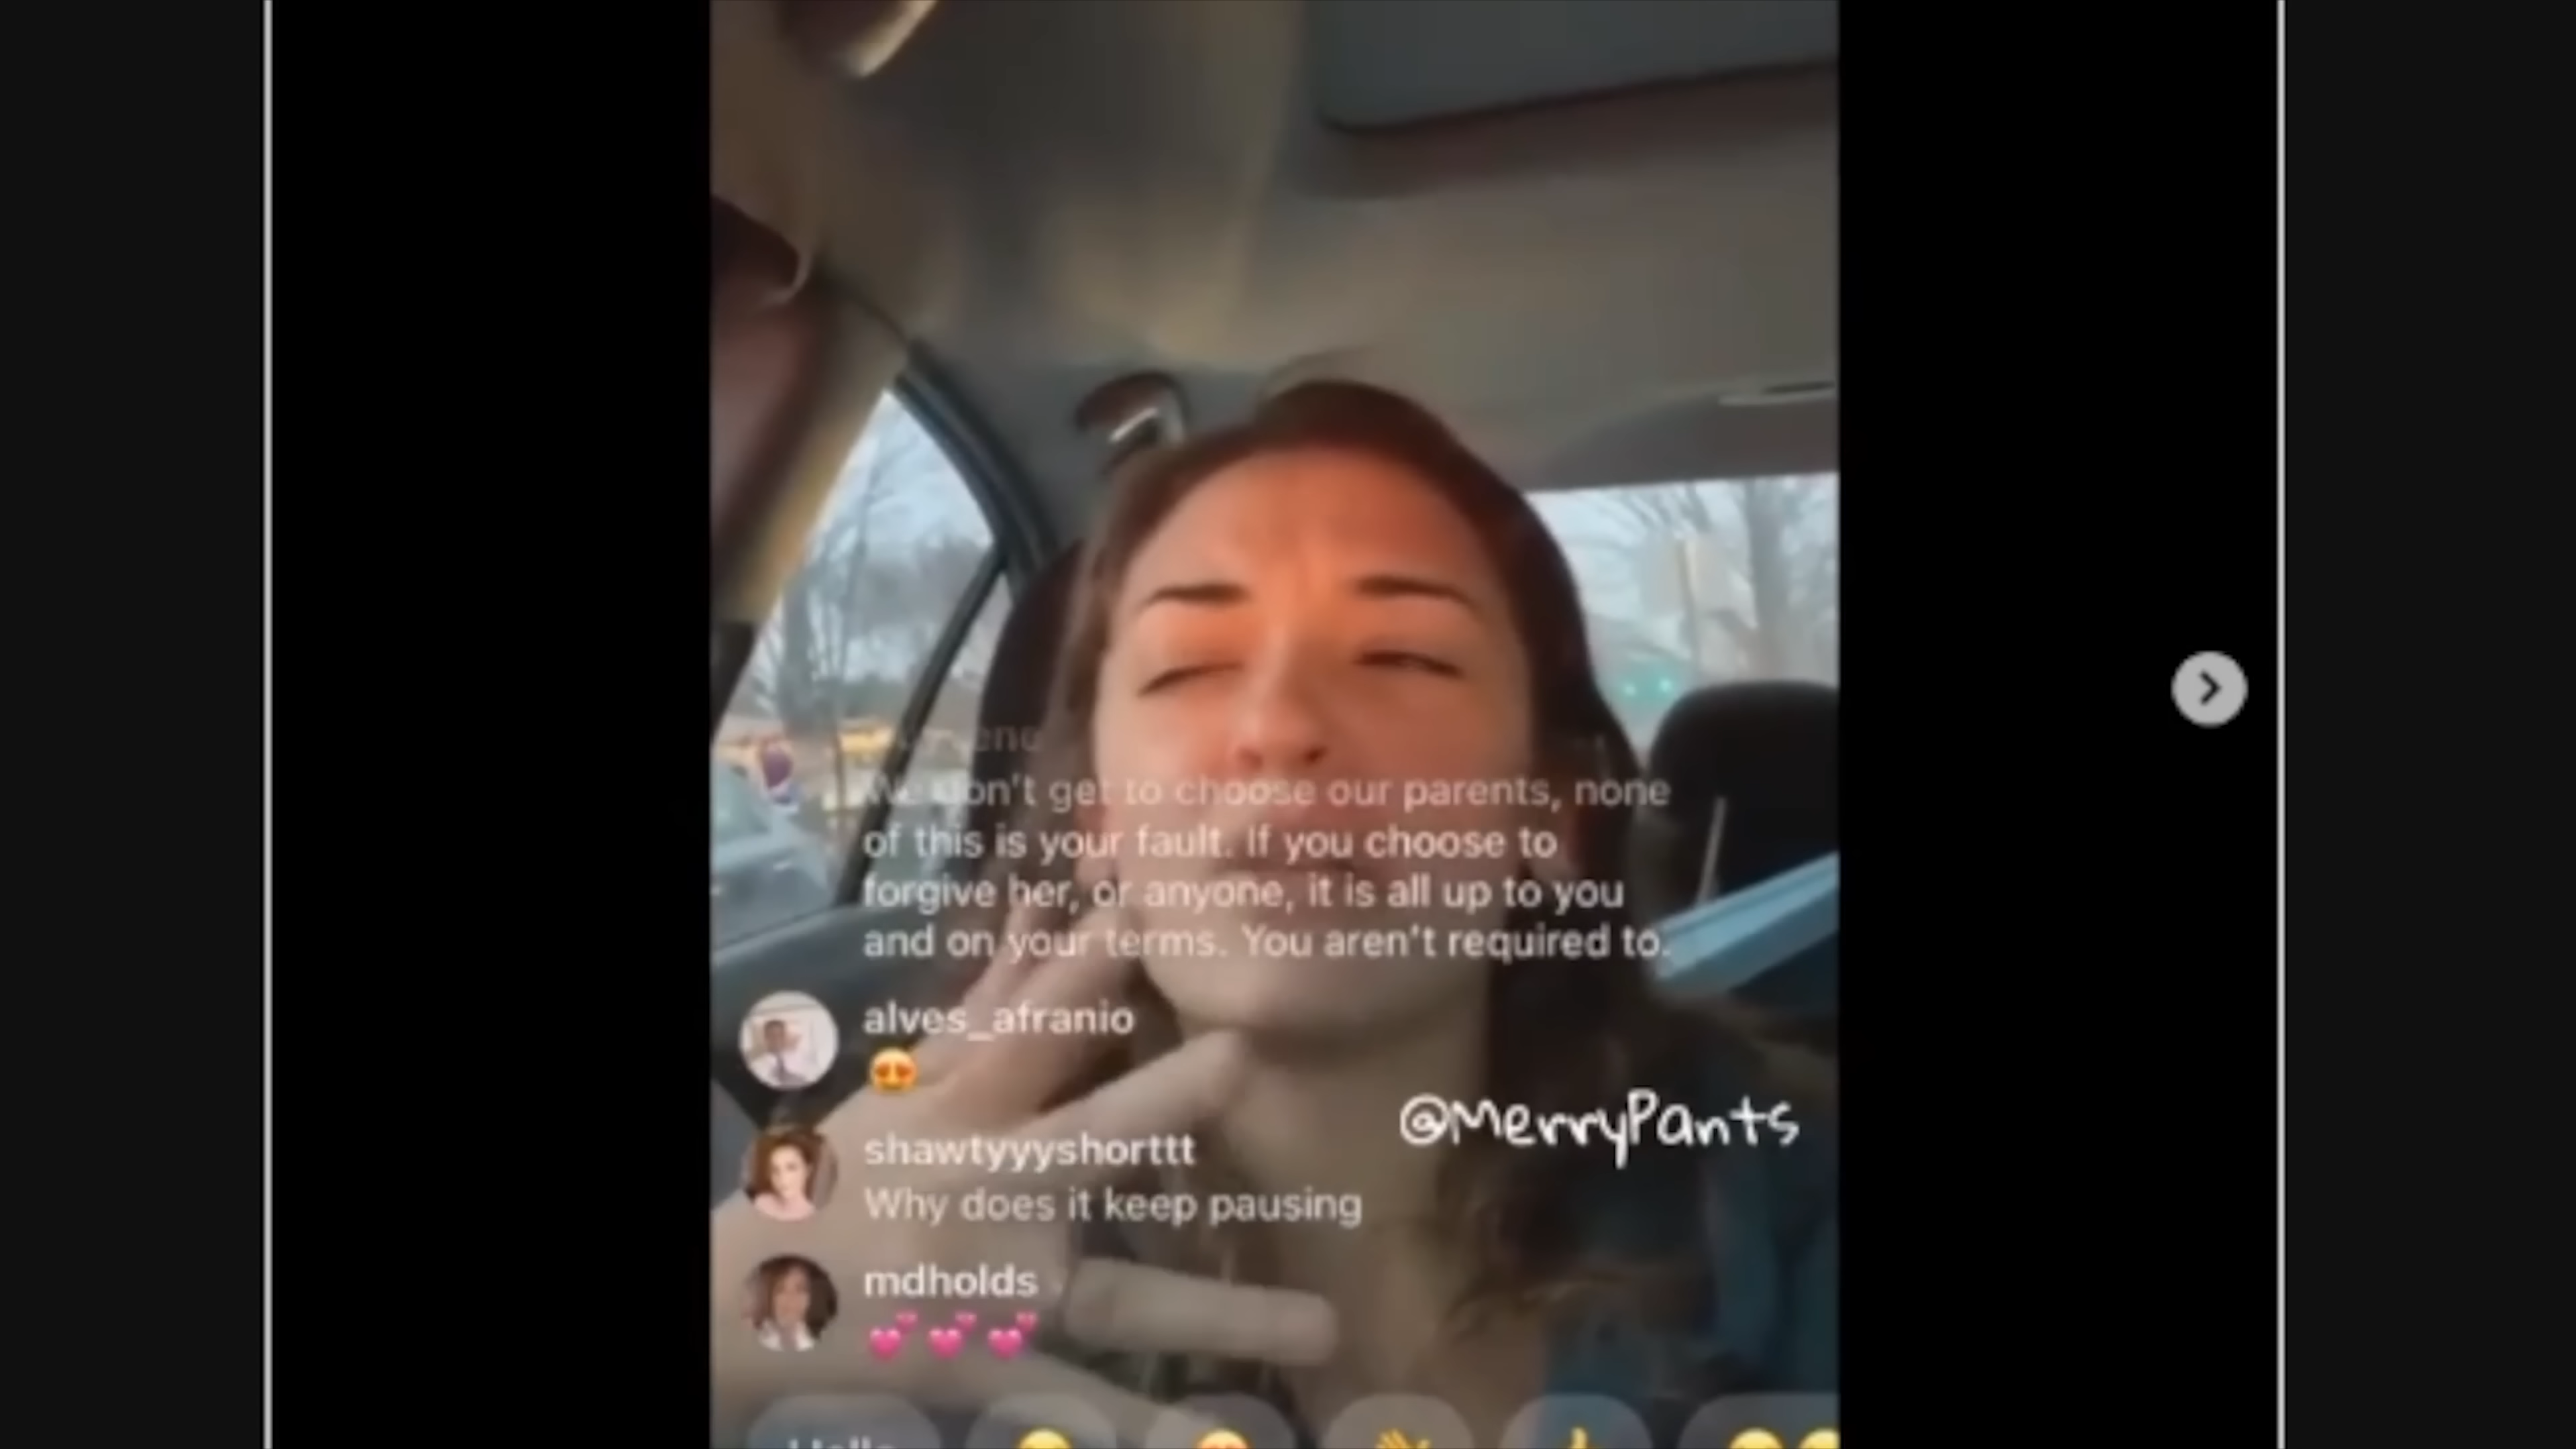 We don't get to choose our parents, none
of this is your fault. If you choose to
forgive her, or anyone, it is all up to you
and on your terms. You aren't required to.
alves_afranio
😍
@MerryPants
shawtyyyshorttt
Why does it keep pausing
mdholds
💕 💕 💕